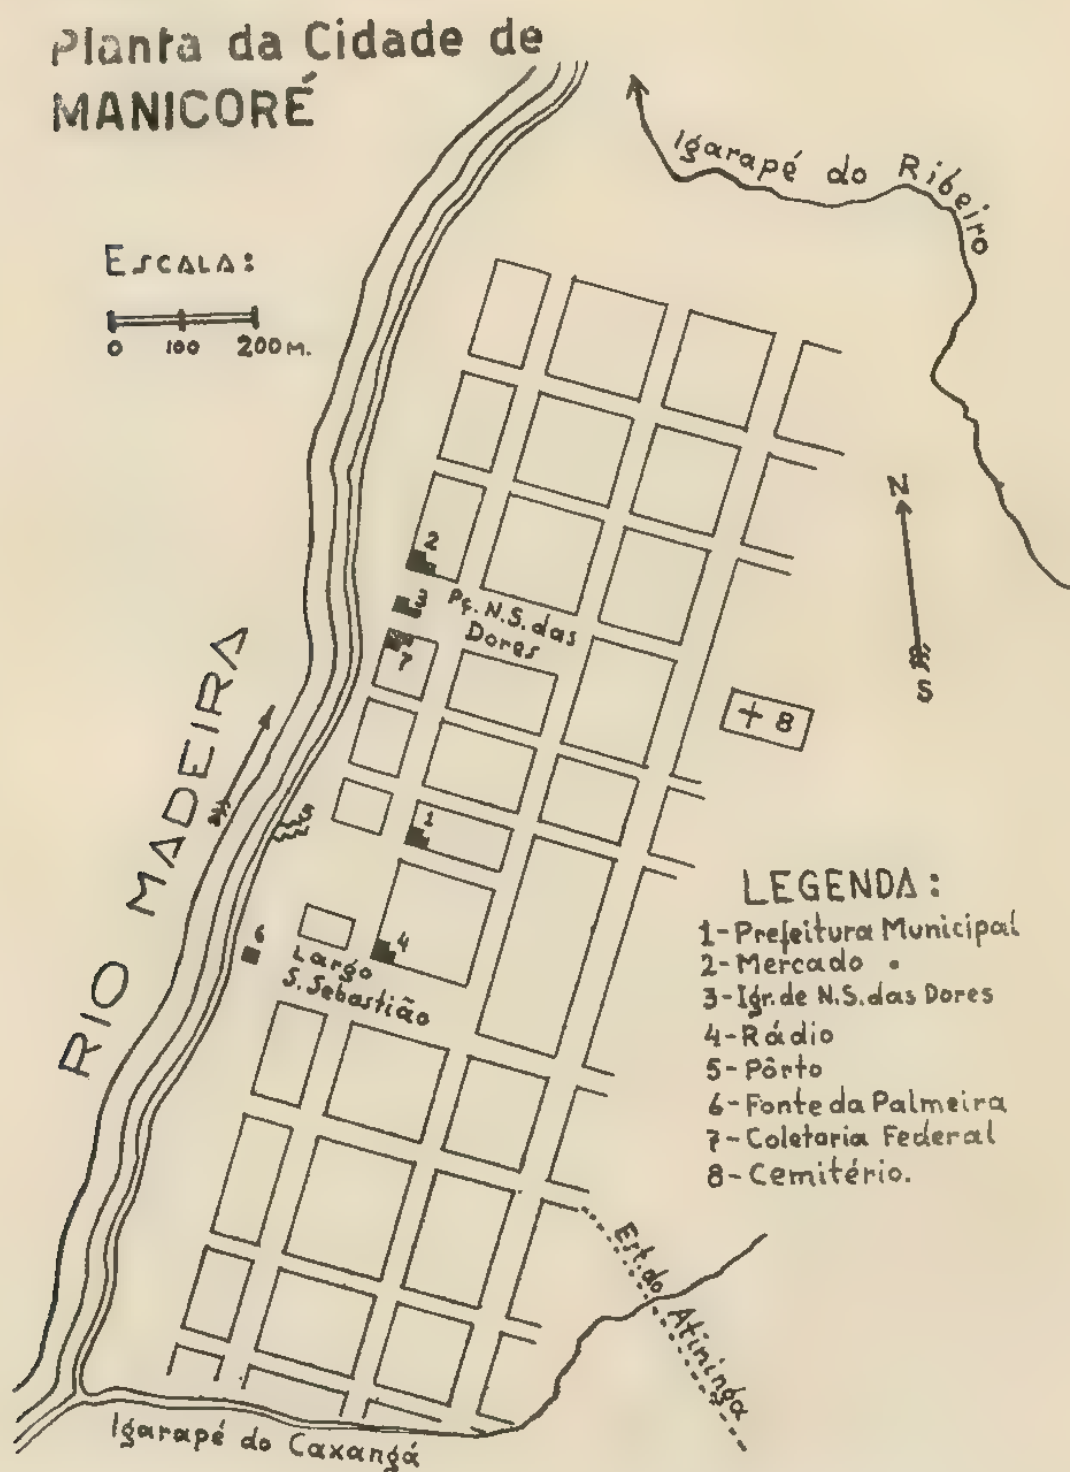 Planta da Cidade de
MANICORÉ
Igarapé do Ribeiro
ESCALA:
0 100 200 M.
N
S
2
3
Pç. N.S. das
Dores
7
8
RIO MADEIRA
5
1
6
4
Largo
S. Sebastião
LEGENDA:
1-Prefeitura Municipal
2-Mercado
3-Igr. de N.S. das Dores
4-Rádio
5-Pôrto
6-Fonte da Palmeira
7-Coletoria Federal
8-Cemitério.
Est. do Atininga
Igarapé do Caxangá